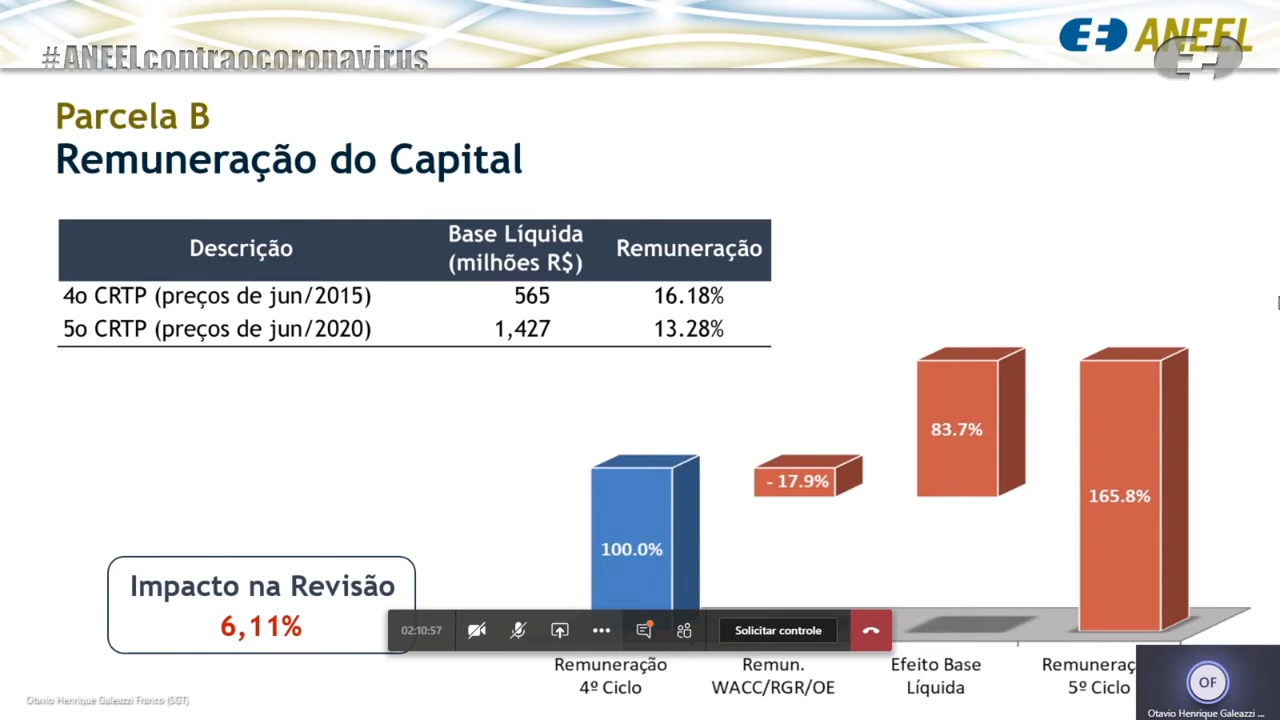 #ANEELcontraocoronavirus
ANEEL
Parcela B
Remuneração do Capital
Descrição
Base Líquida
(milhões R$)
Remuneração
4o CRTP (preços de jun/2015) 565 16.18%
5o CRTP (preços de jun/2020) 1,427 13.28%
100.0%
- 17.9%
83.7%
165.8%
Impacto na Revisão
6,11%
02:10:57
Solicitar controle
Remuneração
4º Ciclo
Remun.
WACC/RGR/OE
Efeito Base
Líquida
Remuneraç
5º Ciclo
OF
Otavio Henrique Galeazzi ...
Otavio Henrique Galeazzi Franco (SGT)